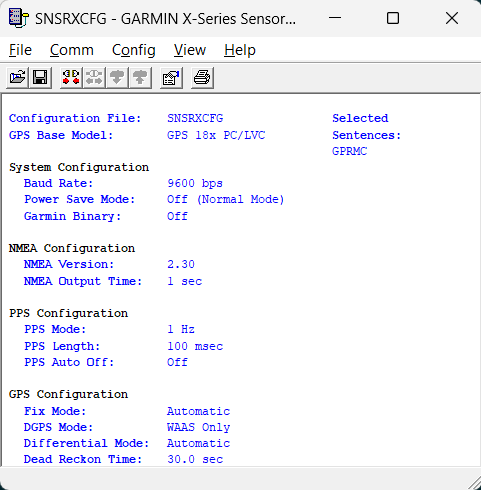 SNSRXCFG - GARMIN X-Series Sensor...
File Comm Config View Help
Configuration File: SNSRXCFG Selected
GPS Base Model: GPS 18x PC/LVC Sentences:
GPRMC
System Configuration
Baud Rate: 9600 bps
Power Save Mode: Off (Normal Mode)
Garmin Binary: Off
NMEA Configuration
NMEA Version: 2.30
NMEA Output Time: 1 sec
PPS Configuration
PPS Mode: 1 Hz
PPS Length: 100 msec
PPS Auto Off: Off
GPS Configuration
Fix Mode: Automatic
DGPS Mode: WAAS Only
Differential Mode: Automatic
Dead Reckon Time: 30.0 sec